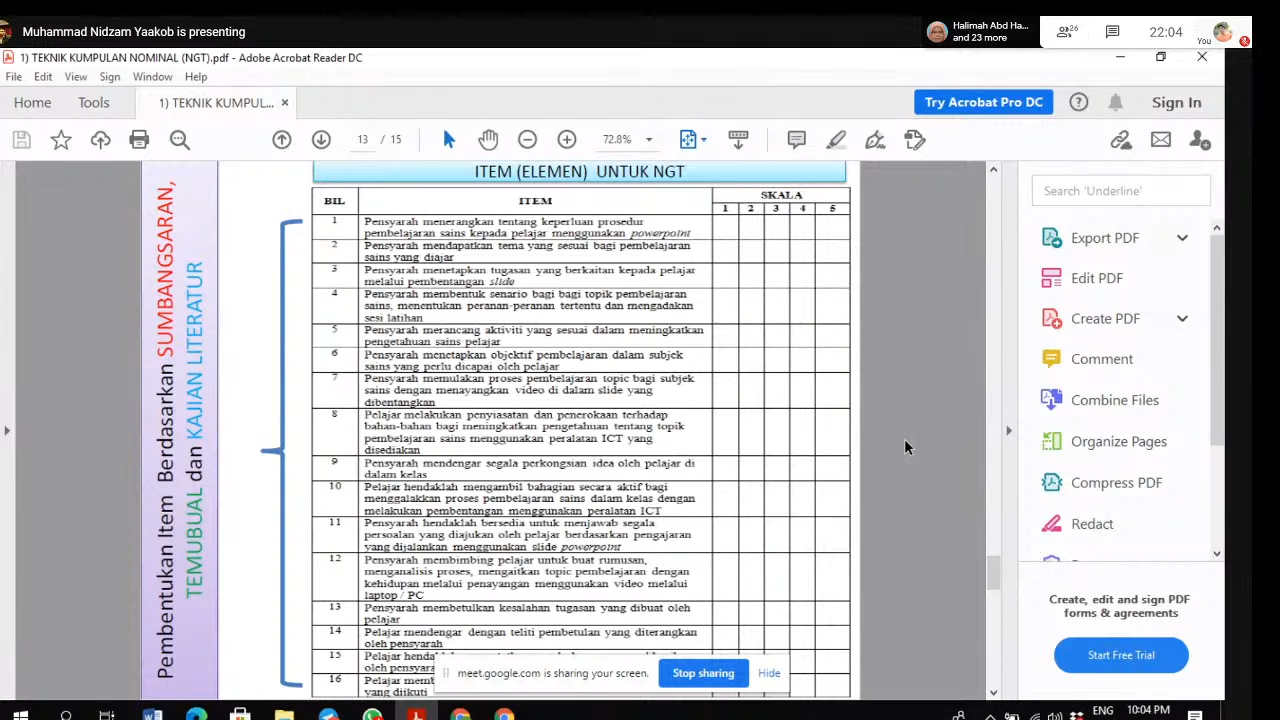 Muhammad Nidzam Yaakob is presenting
Halimah Abd Ha...
and 23 more
26
22:04
You
1) TEKNIK KUMPULAN NOMINAL (NGT).pdf - Adobe Acrobat Reader DC
File Edit View Sign Window Help
Home Tools 1) TEKNIK KUMPUL... ×
Try Acrobat Pro DC
Sign In
13 / 15
72.8%
Pembentukan Item Berdasarkan SUMBANGSARAN,
TEMUBUAL dan KAJIAN LITERATUR
ITEM (ELEMEN) UNTUK NGT
BIL ITEM SKALA
1 2 3 4 5
1 Pensyarah menerangkan tentang keperluan prosedur
pembelajaran sains kepada pelajar menggunakan powerpoint
2 Pensyarah mendapatkan tema yang sesuai bagi pembelajaran
sains yang diajar
3 Pensyarah menetapkan tugasan yang berkaitan kepada pelajar
melalui pembentangan slide
4 Pensyarah membentuk senario bagi bagi topik pembelajaran
sains, menentukan peranan-peranan tertentu dan mengadakan
sesi latihan
5 Pensyarah merancang aktiviti yang sesuai dalam meningkatkan
pengetahuan sains pelajar
6 Pensyarah menetapkan objektif pembelajaran dalam subjek
sains yang perlu dicapai oleh pelajar
7 Pensyarah memulakan proses pembelajaran topic bagi subjek
sains dengan menayangkan video di dalam slide yang
dibentangkan
8 Pelajar melakukan penyiasatan dan penerokaan terhadap
bahan-bahan bagi meningkatkan pengetahuan tentang topik
pembelajaran sains menggunakan peralatan ICT yang
disediakan
9 Pensyarah mendengar segala perkongsian idea oleh pelajar di
dalam kelas
10 Pelajar hendaklah mengambil bahagian secara aktif bagi
menggalakkan proses pembelajaran sains dalam kelas dengan
melakukan pembentangan menggunakan peralatan ICT
11 Pensyarah hendaklah bersedia untuk menjawab segala
persoalan yang diajukan oleh pelajar berdasarkan pengajaran
yang dijalankan menggunakan slide powerpoint
12 Pensyarah membimbing pelajar untuk buat rumusan,
menganalisis proses, mengaitkan topic pembelajaran dengan
kehidupan melalui penayangan menggunakan video melalui
laptop / PC
13 Pensyarah membetulkan kesalahan tugasan yang dibuat oleh
pelajar
14 Pelajar mendengar dengan teliti pembetulan yang diterangkan
oleh pensyarah
15 Pelajar henda
oleh pensyara
16 Pelajar memb
yang diikuti
meet.google.com is sharing your screen. Stop sharing Hide
Search 'Underline'
Export PDF
Edit PDF
Create PDF
Comment
Combine Files
Organize Pages
Compress PDF
Redact
Create, edit and sign PDF
forms & agreements
Start Free Trial
ENG 10:04 PM